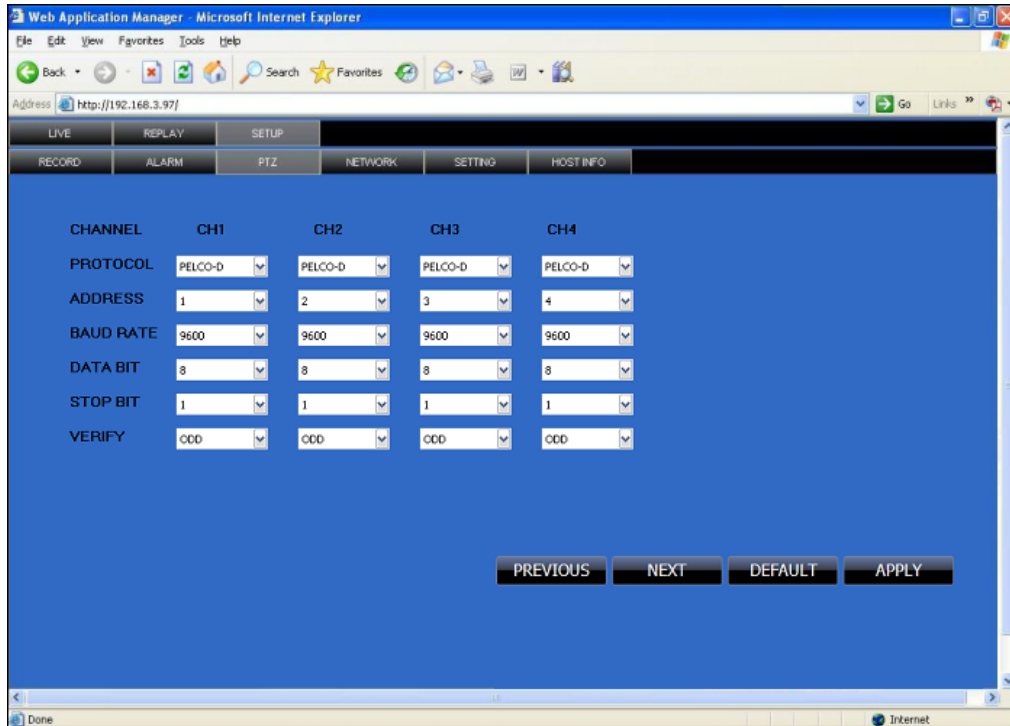 Web Application Manager - Microsoft Internet Explorer
File Edit View Favorites Tools Help
Back Search Favorites
Address http://192.168.3.97/ Go Links »
LIVE REPLAY SETUP
RECORD ALARM PTZ NETWORK SETTING HOST INFO
CHANNEL CH1 CH2 CH3 CH4
PROTOCOL PELCO-D PELCO-D PELCO-D PELCO-D
ADDRESS 1 2 3 4
BAUD RATE 9600 9600 9600 9600
DATA BIT 8 8 8 8
STOP BIT 1 1 1 1
VERIFY ODD ODD ODD ODD
PREVIOUS NEXT DEFAULT APPLY
Done Internet